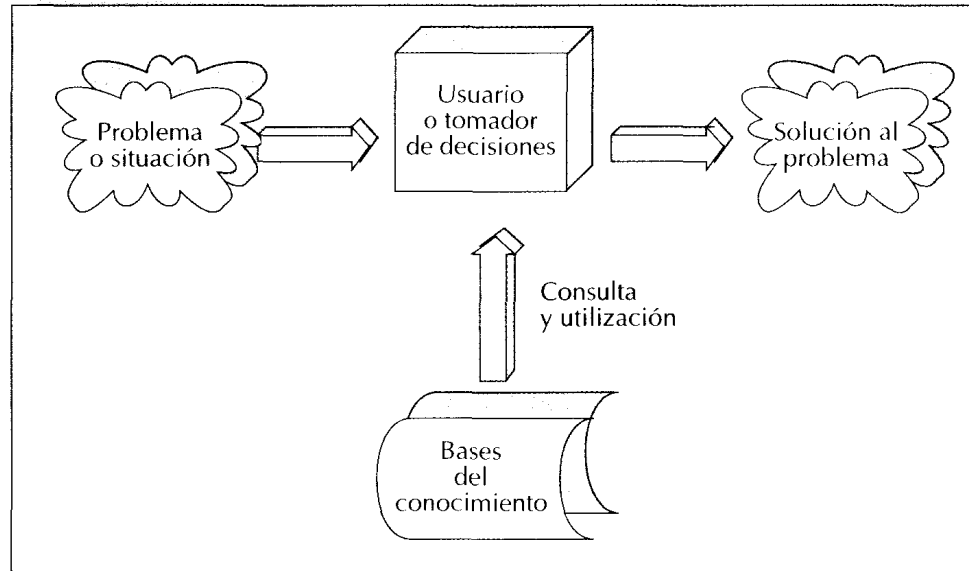 Problema
o situación
Usuario
o tomador
de decisiones
Solución al
problema
Consulta
y utilización
Bases
del
conocimiento